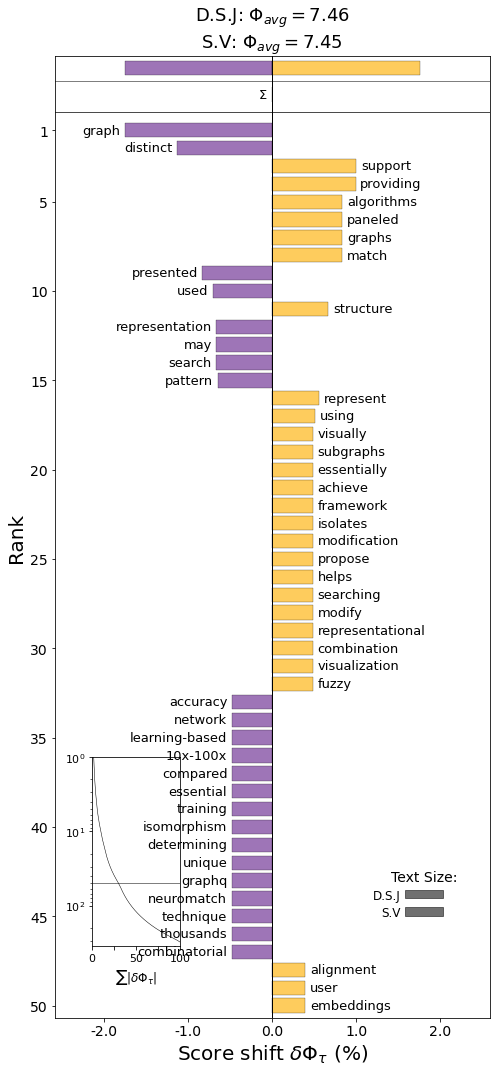 D.S.J: Φavg = 7.46
S.V: Φavg = 7.45
Σ
1
graph
distinct
support
providing
5
algorithms
paneled
graphs
match
presented
10
used
structure
representation
may
search
15
pattern
represent
using
visually
subgraphs
20
essentially
achieve
framework
isolates
modification
25
propose
helps
searching
modify
representational
30
combination
visualization
fuzzy
accuracy
network
35
learning-based
10x-100x
compared
essential
training
isomorphism
40
determining
unique
graphq
neuromatch
45
technique
thousands
combinatorial
alignment
user
50
embeddings
Rank
10⁰
10¹
10²
0
100
∑|δΦτ|
Text Size:
D.S.J
S.V
-2.0
-1.0
0.0
1.0
2.0
Score shift δΦτ (%)